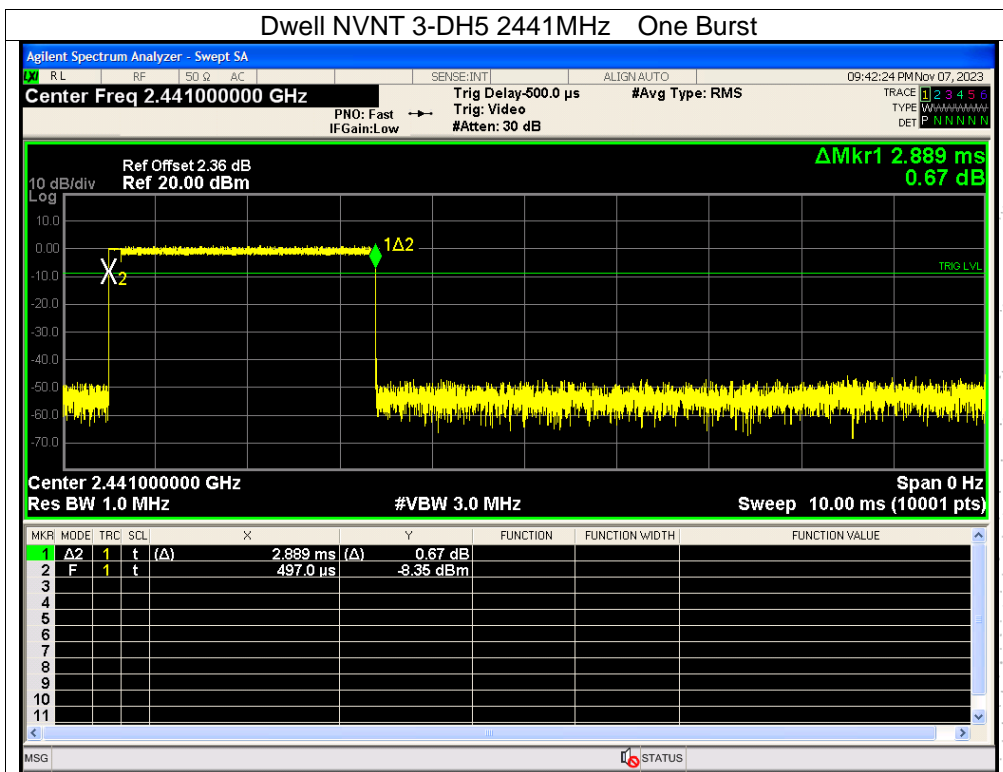 Dwell NVNT 3-DH5 2441MHz One Burst
Agilent Spectrum Analyzer - Swept SA
LXI RL RF 50 Ω AC SENSE:INT ALIGN AUTO 09:42:24 PM Nov 07, 2023
Center Freq 2.441000000 GHz
PNO: Fast
IFGain:Low
Trig Delay-500.0 µs
Trig: Video
#Atten: 30 dB
#Avg Type: RMS
TRACE 1 2 3 4 5 6
TYPE WWWWWWW
DET P N N N N N
ΔMkr1 2.889 ms
0.67 dB
Ref Offset 2.36 dB
10 dB/div Ref 20.00 dBm
Log
10.0
0.00
-10.0
-20.0
-30.0
-40.0
-50.0
-60.0
-70.0
1Δ2
2
TRIG LVL
Center 2.441000000 GHz Span 0 Hz
Res BW 1.0 MHz #VBW 3.0 MHz Sweep 10.00 ms (10001 pts)
MKR MODE TRC SCL X Y FUNCTION FUNCTION WIDTH FUNCTION VALUE
1 Δ2 1 t (Δ) 2.889 ms (Δ) 0.67 dB
2 F 1 t 497.0 µs -8.35 dBm
3
4
5
6
7
8
9
10
11
MSG STATUS